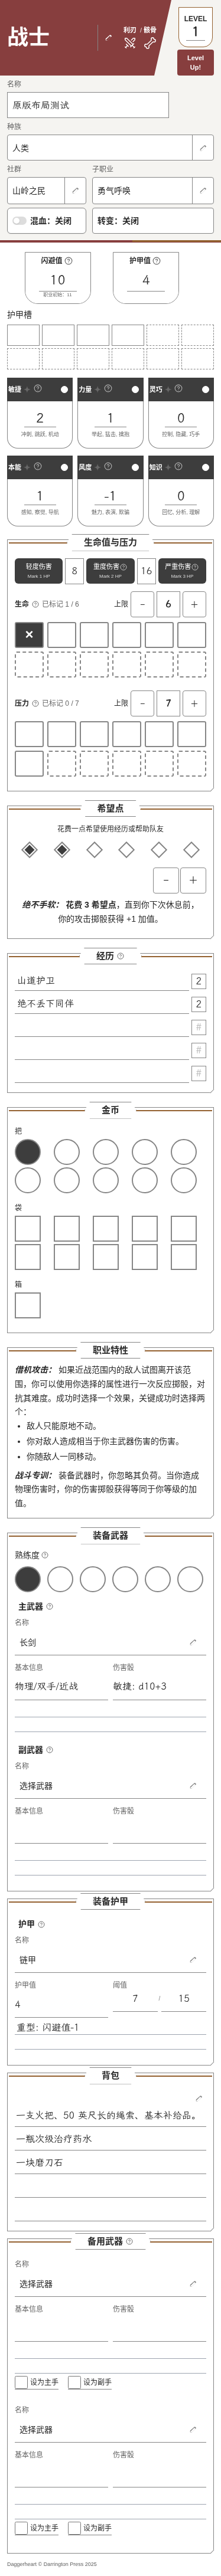 战士
利刃 / 骸骨
LEVEL
1
Level Up!
名称
原版布局测试
种族
人类
社群 子职业
山岭之民 勇气呼唤
混血：关闭 转变：关闭
闪避值 ? 护甲值 ?
10 4
职业初始：11
护甲槽
敏捷 ? 力量 ? 灵巧 ?
2 1 0
冲刺, 跳跃, 机动 举起, 猛击, 擒抱 控制, 隐藏, 巧手
本能 ? 风度 ? 知识 ?
1 -1 0
感知, 察觉, 导航 魅力, 表演, 欺骗 回忆, 分析, 理解
生命值与压力
轻度伤害 8 重度伤害? 16 严重伤害?
Mark 1 HP Mark 2 HP Mark 3 HP
生命 ? 已标记 1 / 6 上限 - 6 +
×
压力 ? 已标记 0 / 7 上限 - 7 +
希望点
花费一点希望使用经历或帮助队友
- +
绝不手软： 花费 3 希望点，直到你下次休息前，
你的攻击掷骰获得 +1 加值。
经历 ?
山道护卫 2
绝不丢下同伴 2
#
#
#
金币
把
袋
箱
职业特性
借机攻击： 如果近战范围内的敌人试图离开该范
围，你可以使用你选择的属性进行一次反应掷骰，对
抗其难度。成功时选择一个效果，关键成功时选择两
个：
• 敌人只能原地不动。
• 你对敌人造成相当于你主武器伤害的伤害。
• 你随敌人一同移动。
战斗专训： 装备武器时，你忽略其负荷。当你造成
物理伤害时，你的伤害掷骰获得等同于你等级的加
值。
装备武器
熟练度 ?
主武器 ?
名称
长剑
基本信息 伤害骰
物理/双手/近战 敏捷: d10+3
副武器 ?
名称
选择武器
基本信息 伤害骰
装备护甲
护甲 ?
名称
链甲
护甲值 阈值
4 7 / 15
重型: 闪避值-1
背包
一支火把、50 英尺长的绳索、基本补给品。
一瓶次级治疗药水
一块磨刀石
备用武器 ?
名称
选择武器
基本信息 伤害骰
设为主手 设为副手
名称
选择武器
基本信息 伤害骰
设为主手 设为副手
Daggerheart © Darrington Press 2025